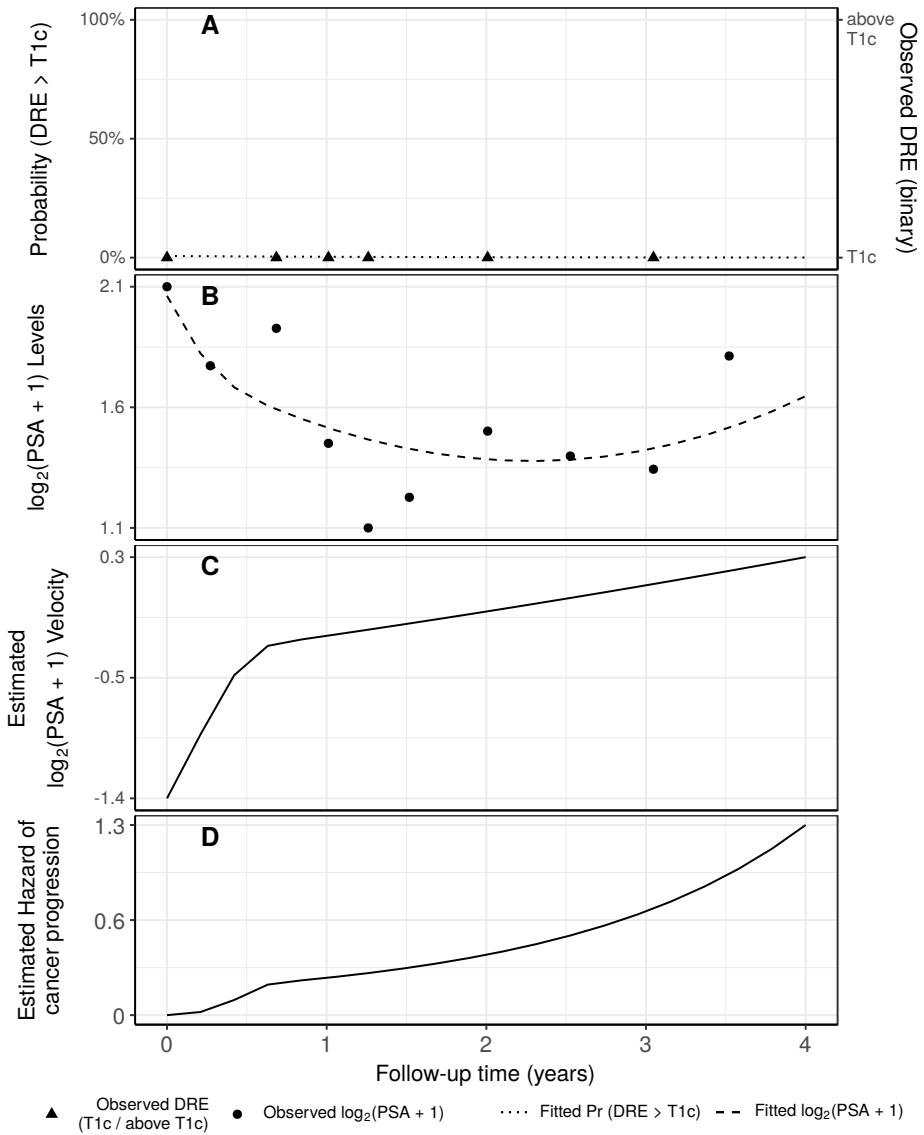 A
100%
50%
0%
Probability (DRE > T1c)
above
T1c
T1c
Observed DRE (binary)
B
2.1
1.6
1.1
log₂(PSA + 1) Levels
C
0.3
-0.5
-1.4
Estimated
log₂(PSA + 1) Velocity
D
1.3
0.6
0
Estimated Hazard of
cancer progression
0 1 2 3 4
Follow-up time (years)
Observed DRE
(T1c / above T1c)
Observed log₂(PSA + 1)
Fitted Pr (DRE > T1c)
Fitted log₂(PSA + 1)